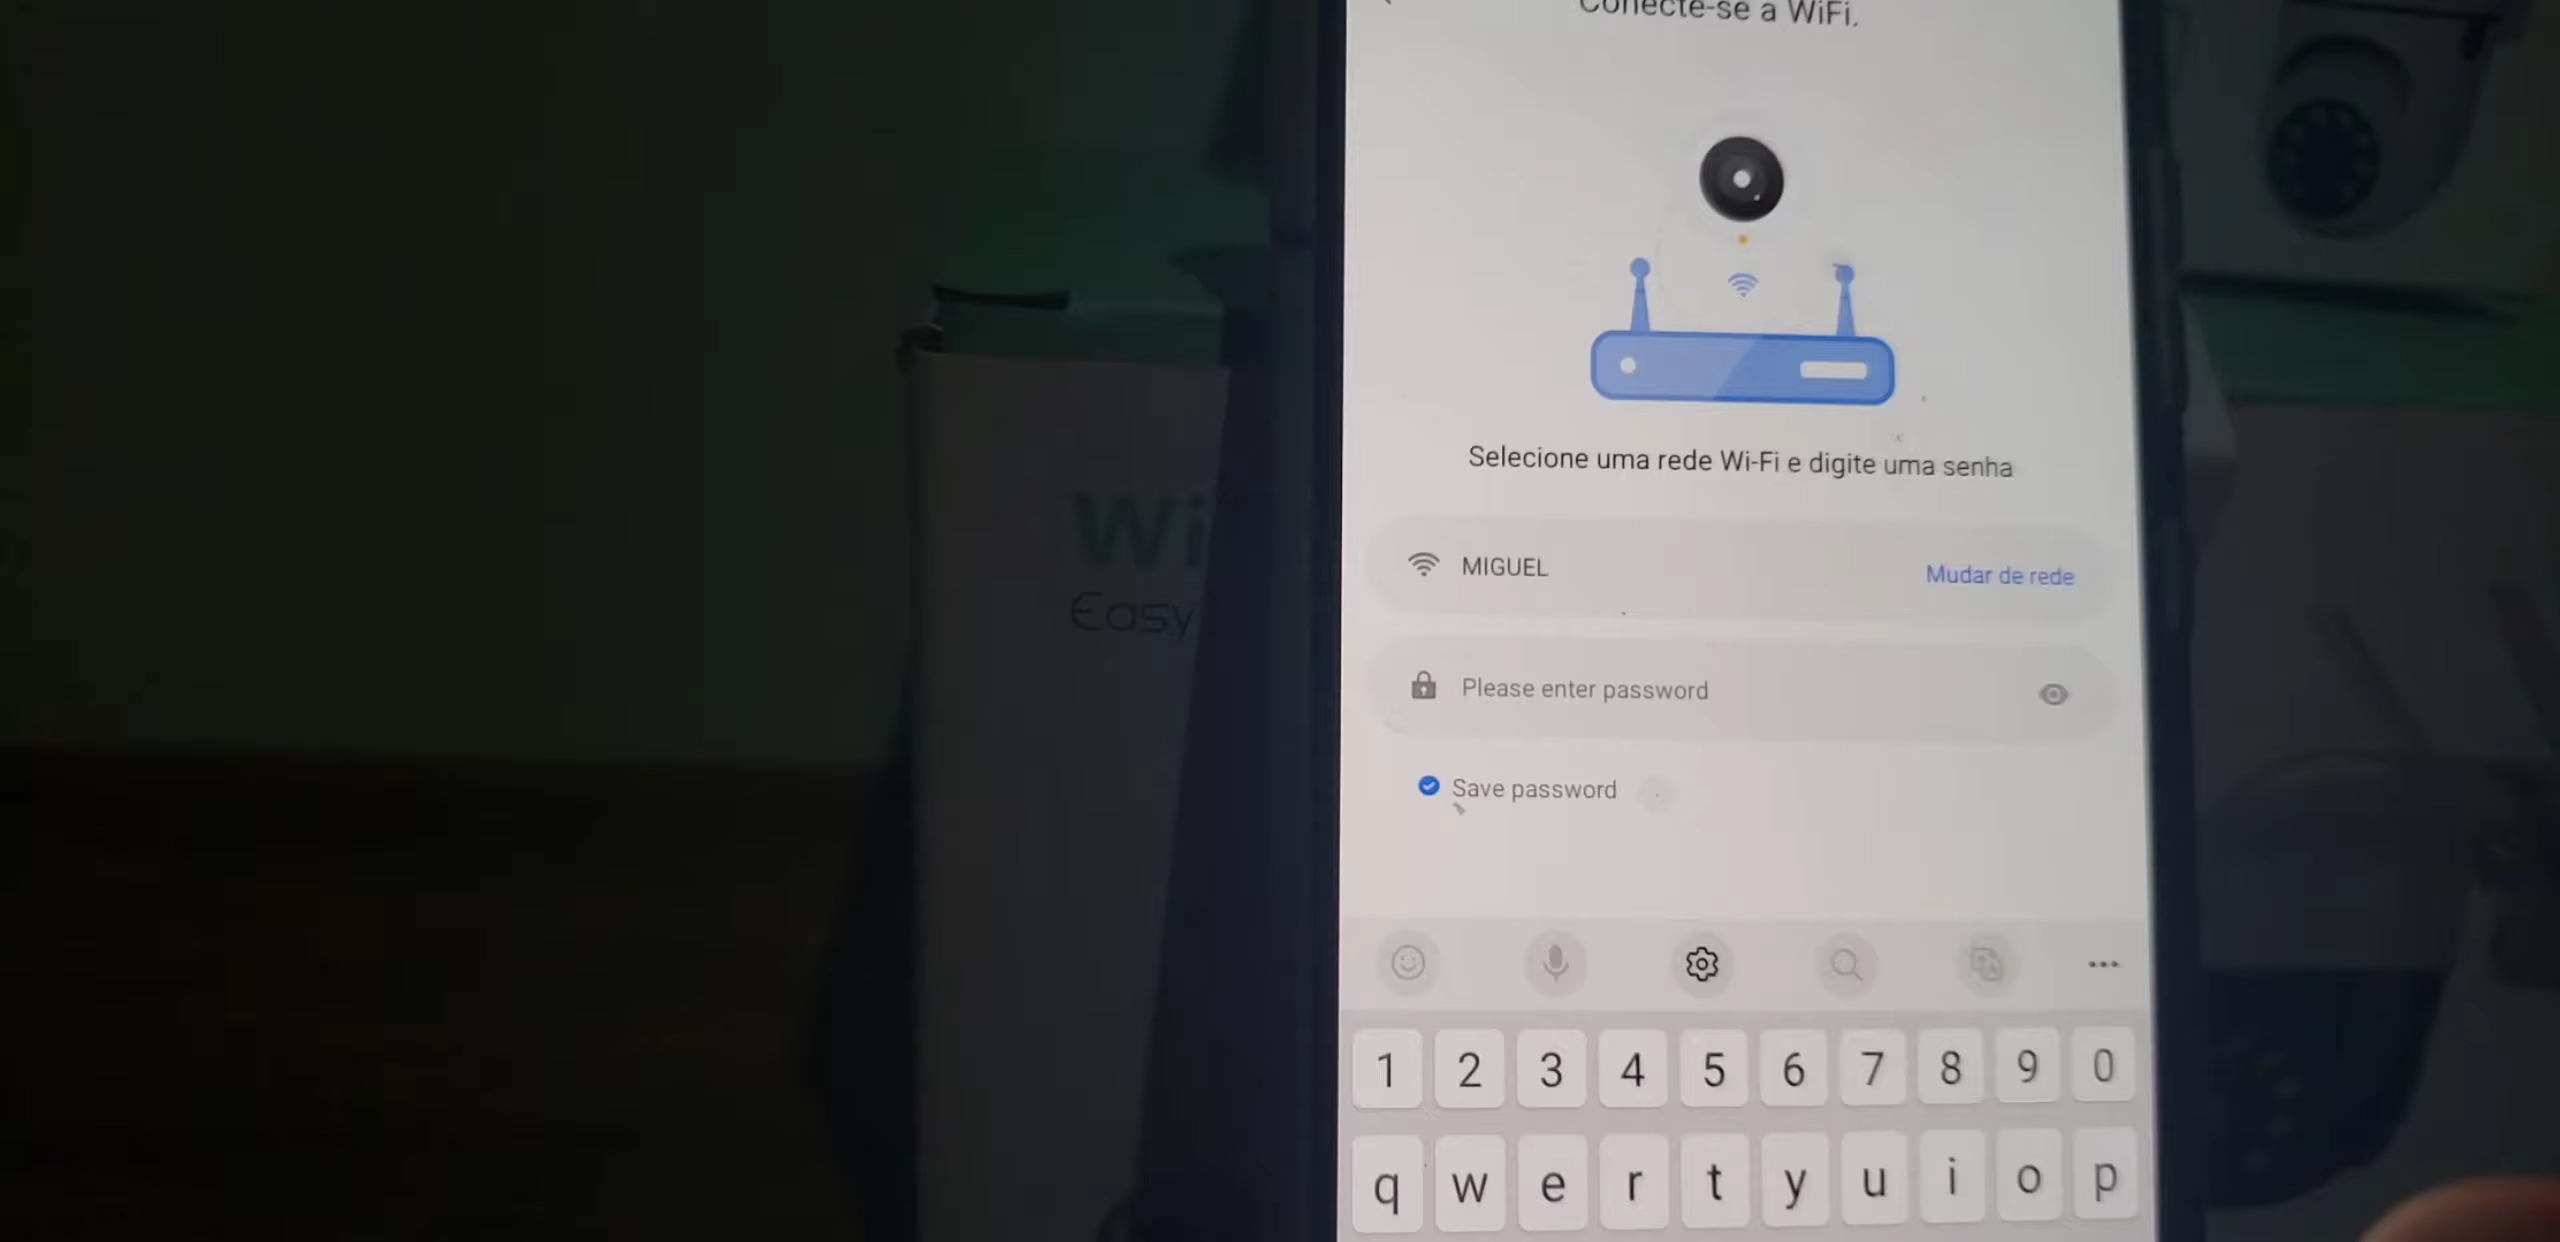 Conecte-se a WiFi.
Selecione uma rede Wi-Fi e digite uma senha
MIGUEL
Mudar de rede
Please enter password
Save password
1 2 3 4 5 6 7 8 9 0
q w e r t y u i o p
Wi
Easy